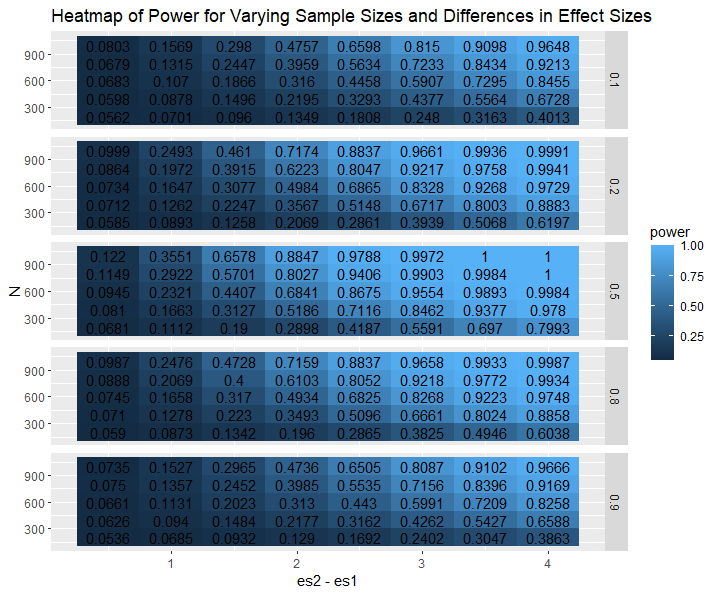 Heatmap of Power for Varying Sample Sizes and Differences in Effect Sizes
900 0.0803 0.1569 0.298 0.4757 0.6598 0.815 0.9098 0.9648
0.0679 0.1315 0.2447 0.3959 0.5634 0.7233 0.8434 0.9213
600 0.0683 0.107 0.1866 0.316 0.4458 0.5907 0.7295 0.8455
0.0598 0.0878 0.1496 0.2195 0.3293 0.4377 0.5564 0.6728
300 0.0562 0.0701 0.096 0.1349 0.1808 0.248 0.3163 0.4013
0.1
900 0.0999 0.2493 0.461 0.7174 0.8837 0.9661 0.9936 0.9991
0.0864 0.1972 0.3915 0.6223 0.8047 0.9217 0.9758 0.9941
600 0.0734 0.1647 0.3077 0.4984 0.6865 0.8328 0.9268 0.9729
0.0712 0.1262 0.2247 0.3567 0.5148 0.6717 0.8003 0.8883
300 0.0585 0.0893 0.1258 0.2069 0.2861 0.3939 0.5068 0.6197
0.2
900 0.122 0.3551 0.6578 0.8847 0.9788 0.9972 1 1
0.1149 0.2922 0.5701 0.8027 0.9406 0.9903 0.9984 1
600 0.0945 0.2321 0.4407 0.6841 0.8675 0.9554 0.9893 0.9984
0.081 0.1663 0.3127 0.5186 0.7116 0.8462 0.9377 0.978
300 0.0681 0.1112 0.19 0.2898 0.4187 0.5591 0.697 0.7993
0.5
900 0.0987 0.2476 0.4728 0.7159 0.8837 0.9658 0.9933 0.9987
0.0888 0.2069 0.4 0.6103 0.8052 0.9218 0.9772 0.9934
600 0.0745 0.1658 0.317 0.4934 0.6825 0.8268 0.9223 0.9748
0.071 0.1278 0.223 0.3493 0.5096 0.6661 0.8024 0.8858
300 0.059 0.0873 0.1342 0.196 0.2865 0.3825 0.4946 0.6038
0.8
900 0.0735 0.1527 0.2965 0.4736 0.6505 0.8087 0.9102 0.9666
0.075 0.1357 0.2452 0.3985 0.5535 0.7156 0.8396 0.9169
600 0.0661 0.1131 0.2023 0.313 0.443 0.5991 0.7209 0.8258
0.0626 0.094 0.1484 0.2177 0.3162 0.4262 0.5427 0.6588
300 0.0536 0.0685 0.0932 0.129 0.1692 0.2402 0.3047 0.3863
0.9
1 2 3 4
es2 - es1
N
power
1.00
0.75
0.50
0.25